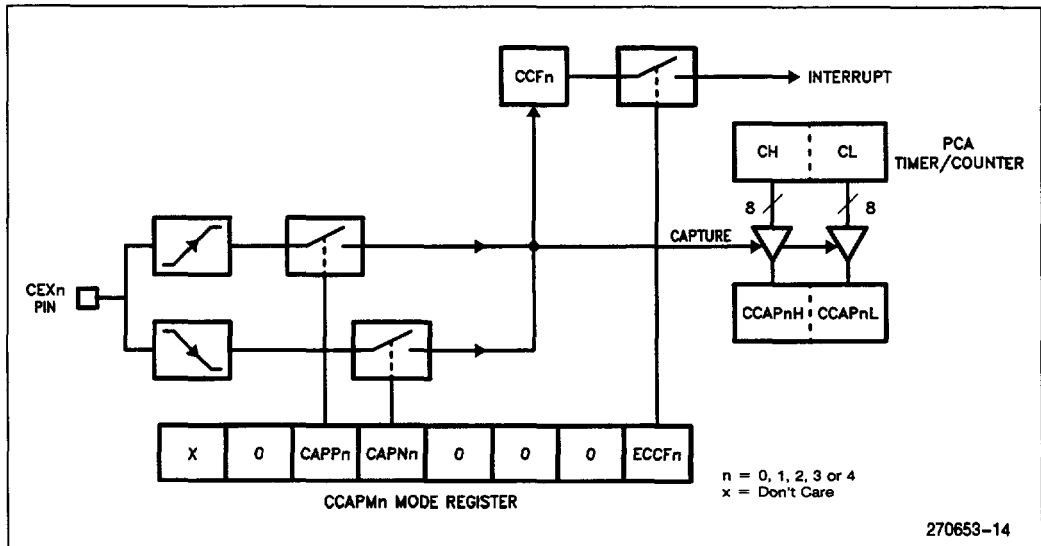 CCFn
INTERRUPT
CH CL
PCA
TIMER/COUNTER
8 8
CAPTURE
CEXn
PIN
CCAPnH CCAPnL
X 0 CAPPn CAPNn 0 0 0 ECCFn
CCAPMn MODE REGISTER
n = 0, 1, 2, 3 or 4
x = Don't Care
270653-14